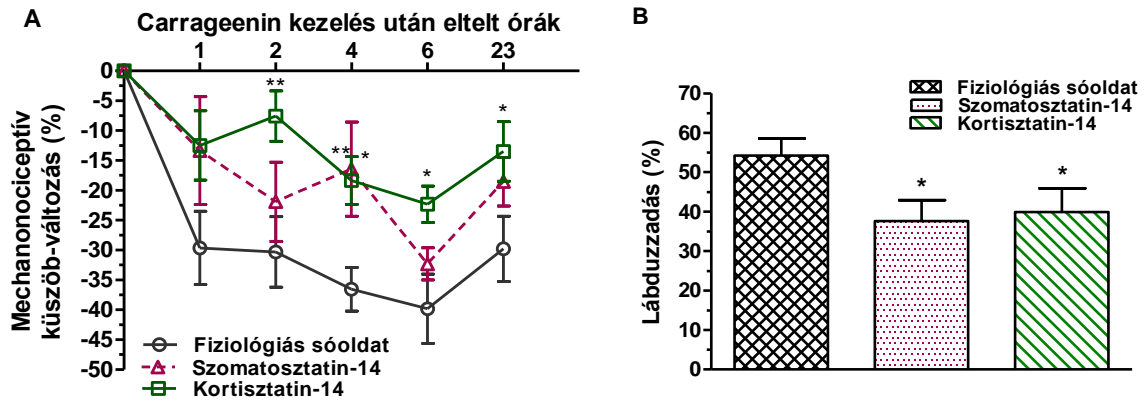 A
Carrageenin kezelés után eltelt órák
1 2 4 6 23
Mechanonociceptív
küszöb-változás (%)
0
-5
-10
-15
-20
-25
-30
-35
-40
-45
-50
**
** *
*
*
Fiziológiás sóoldat
Szomatosztatin-14
Kortisztatin-14
B
Fiziológiás sóoldat
Szomatosztatin-14
Kortisztatin-14
Lábduzzadás (%)
70
60
50
40
30
20
10
0
* *